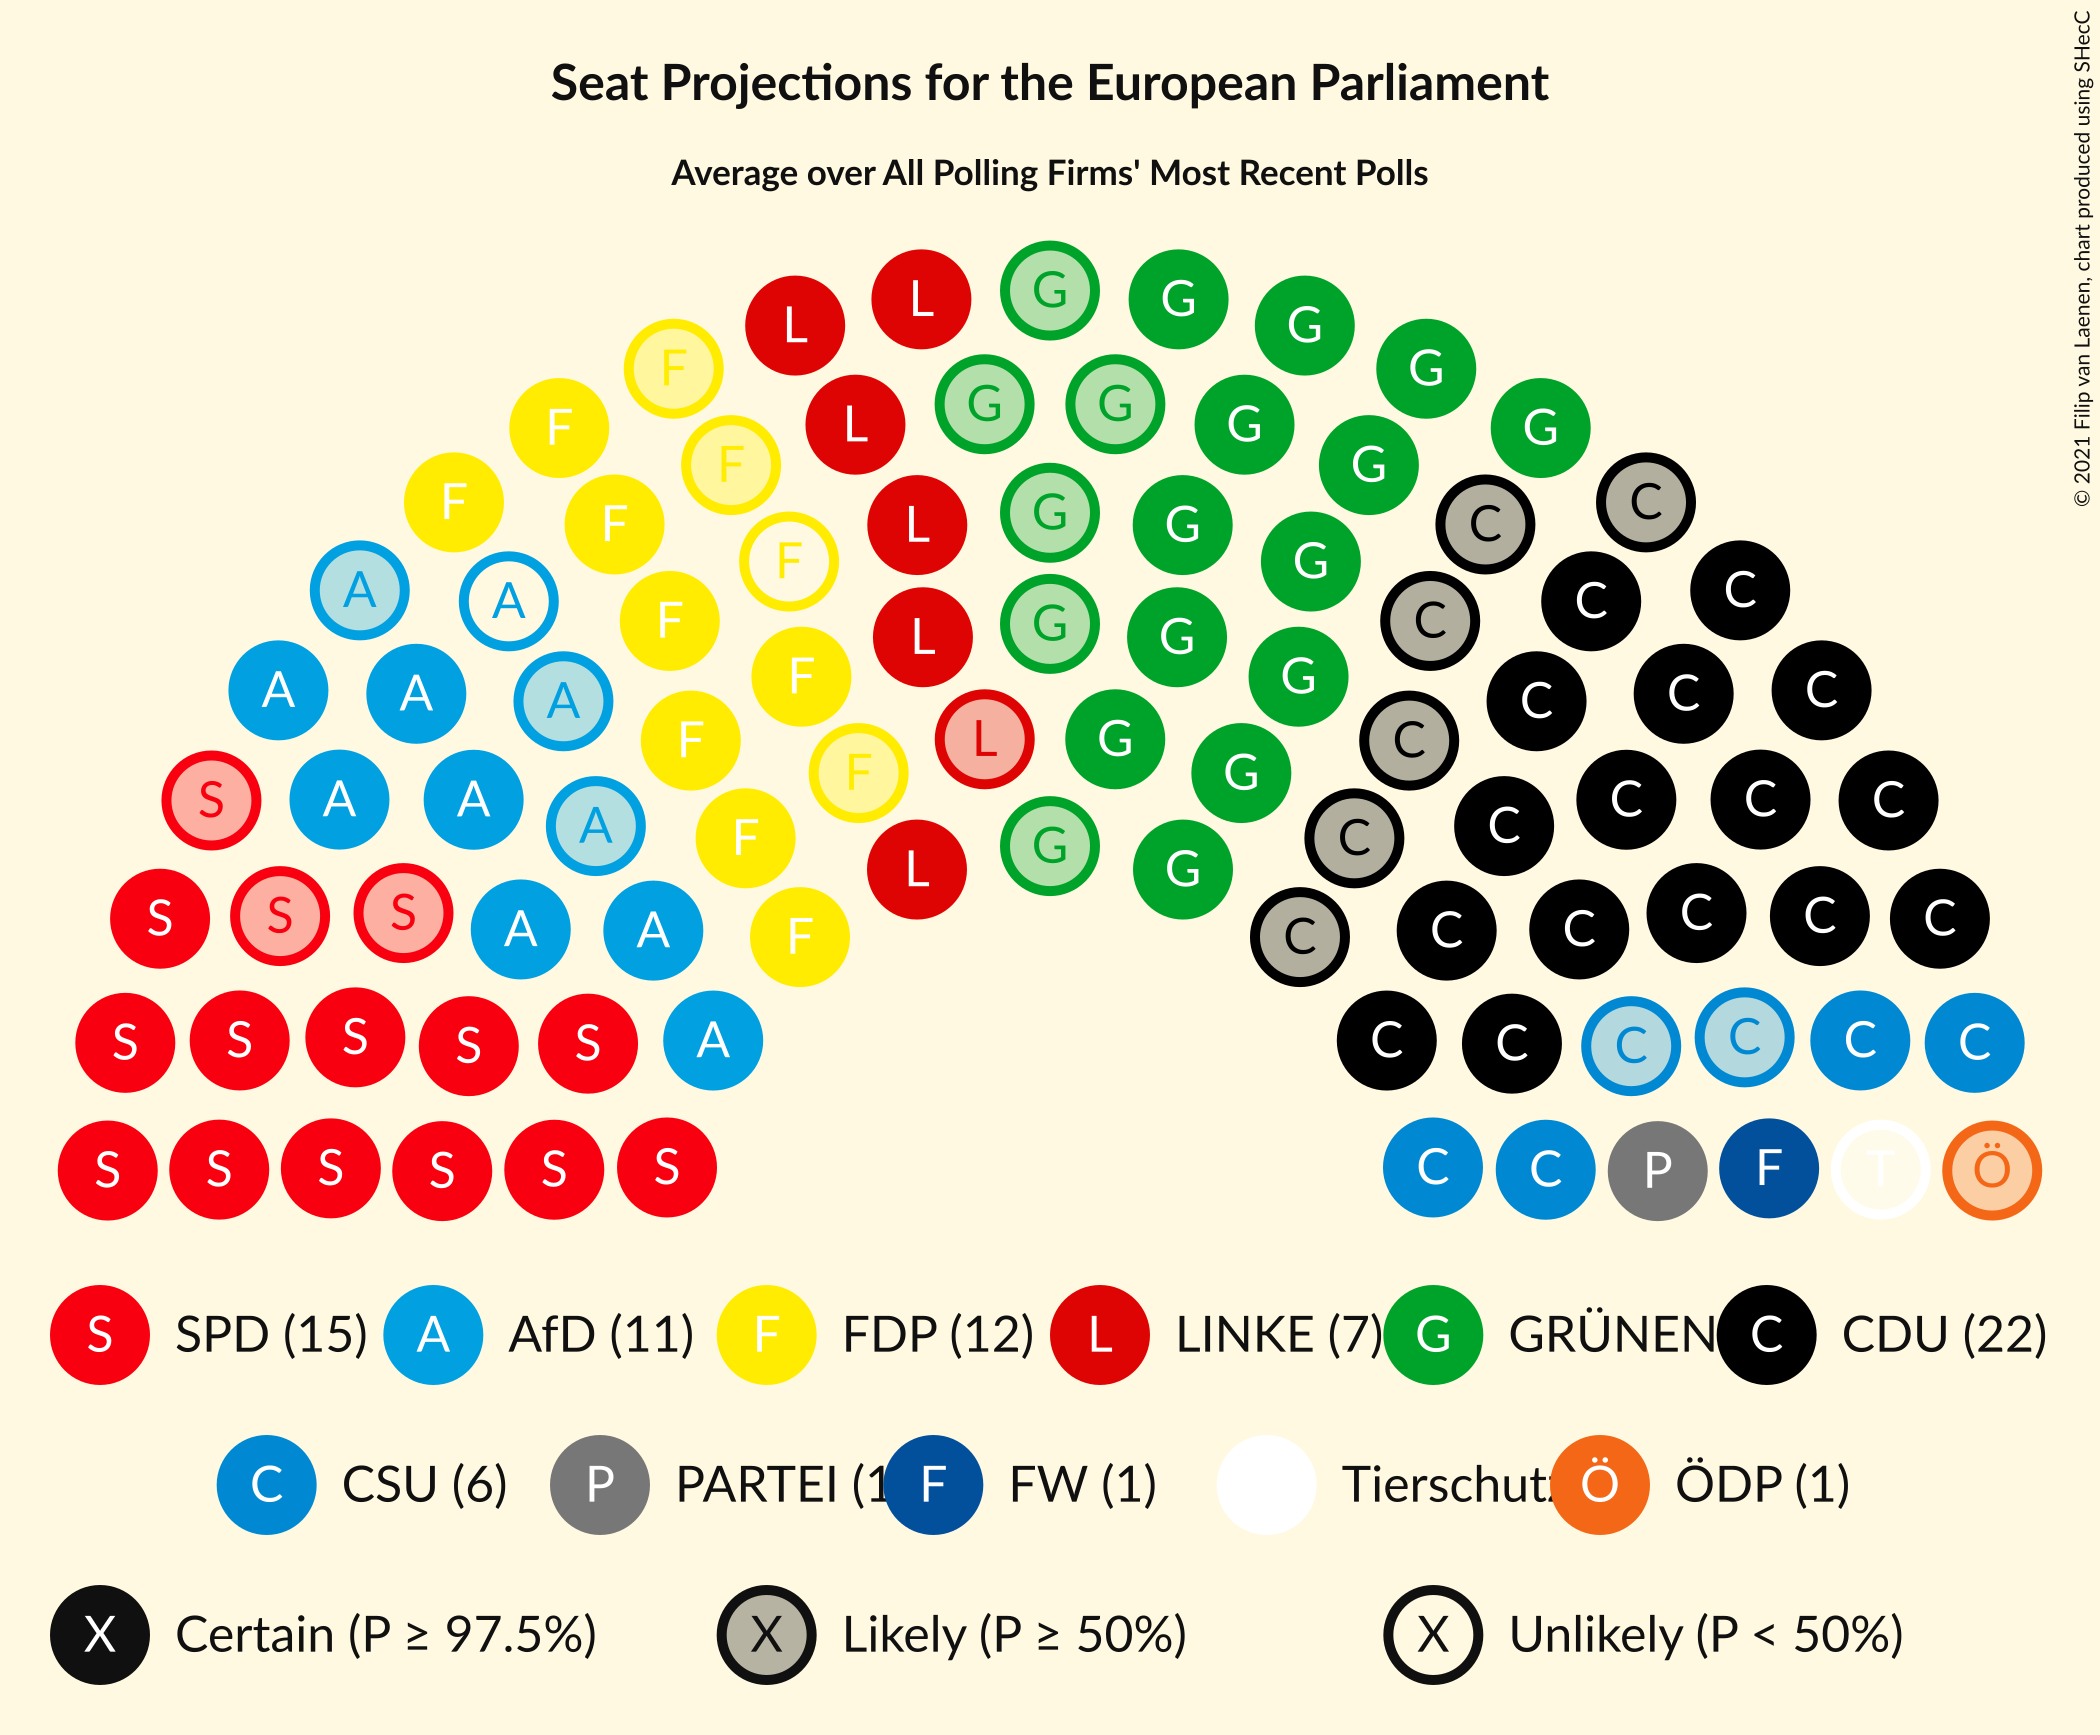 Seat Projections for the European Parliament
Average over All Polling Firms' Most Recent Polls
© 2021 Filip van Laenen, chart produced using SHecC
L L G G G
F L G G G G
F F L G G G G
F F F L G G G C C
A A F F L G G G C C C
A A A F F L G G C C C C
S A A A F F L G G C C C C C
S S S A A F C C C C C C
S S S S S A C C C C C C
S S S S S S C C P F T Ö
S SPD (15) A AfD (11) F FDP (12) L LINKE (7) G GRÜNEN C CDU (22)
C CSU (6) P PARTEI (1 F FW (1) Tierschutz Ö ÖDP (1)
X Certain (P ≥ 97.5%) X Likely (P ≥ 50%) X Unlikely (P < 50%)